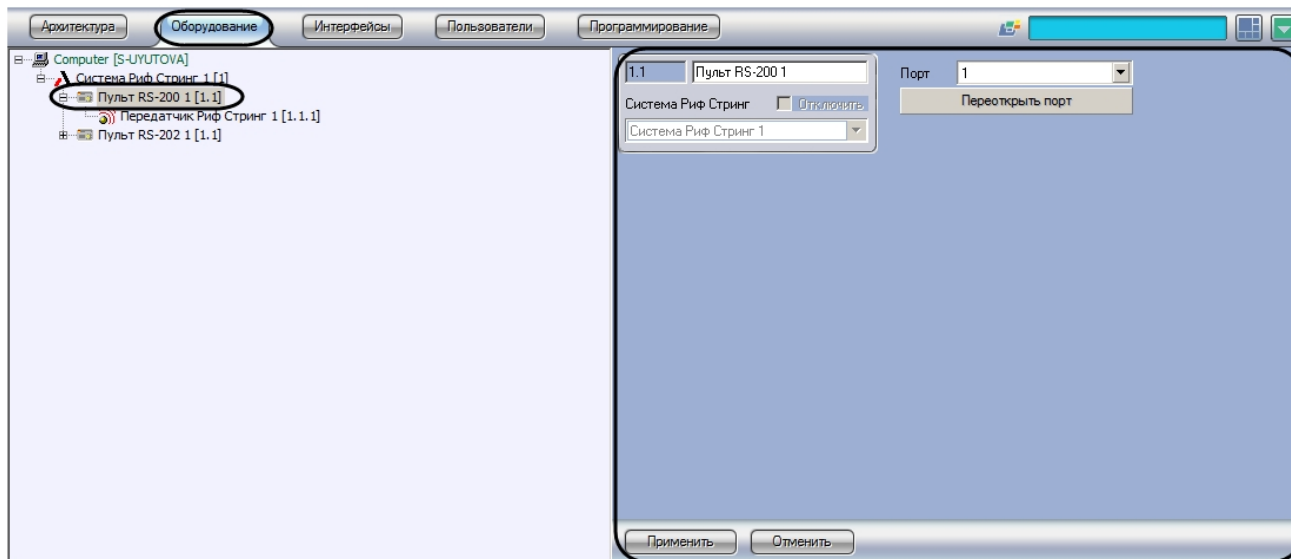 Архитектура Оборудование Интерфейсы Пользователи Программирование
Computer [S-UYUTOVA]
Система Риф Стринг 1 [1]
Пульт RS-200 1 [1.1]
Передатчик Риф Стринг 1 [1.1.1]
Пульт RS-202 1 [1.1]
1.1 Пульт RS-200 1
Система Риф Стринг Отключить
Система Риф Стринг 1
Порт 1
Переоткрыть порт
Применить Отменить